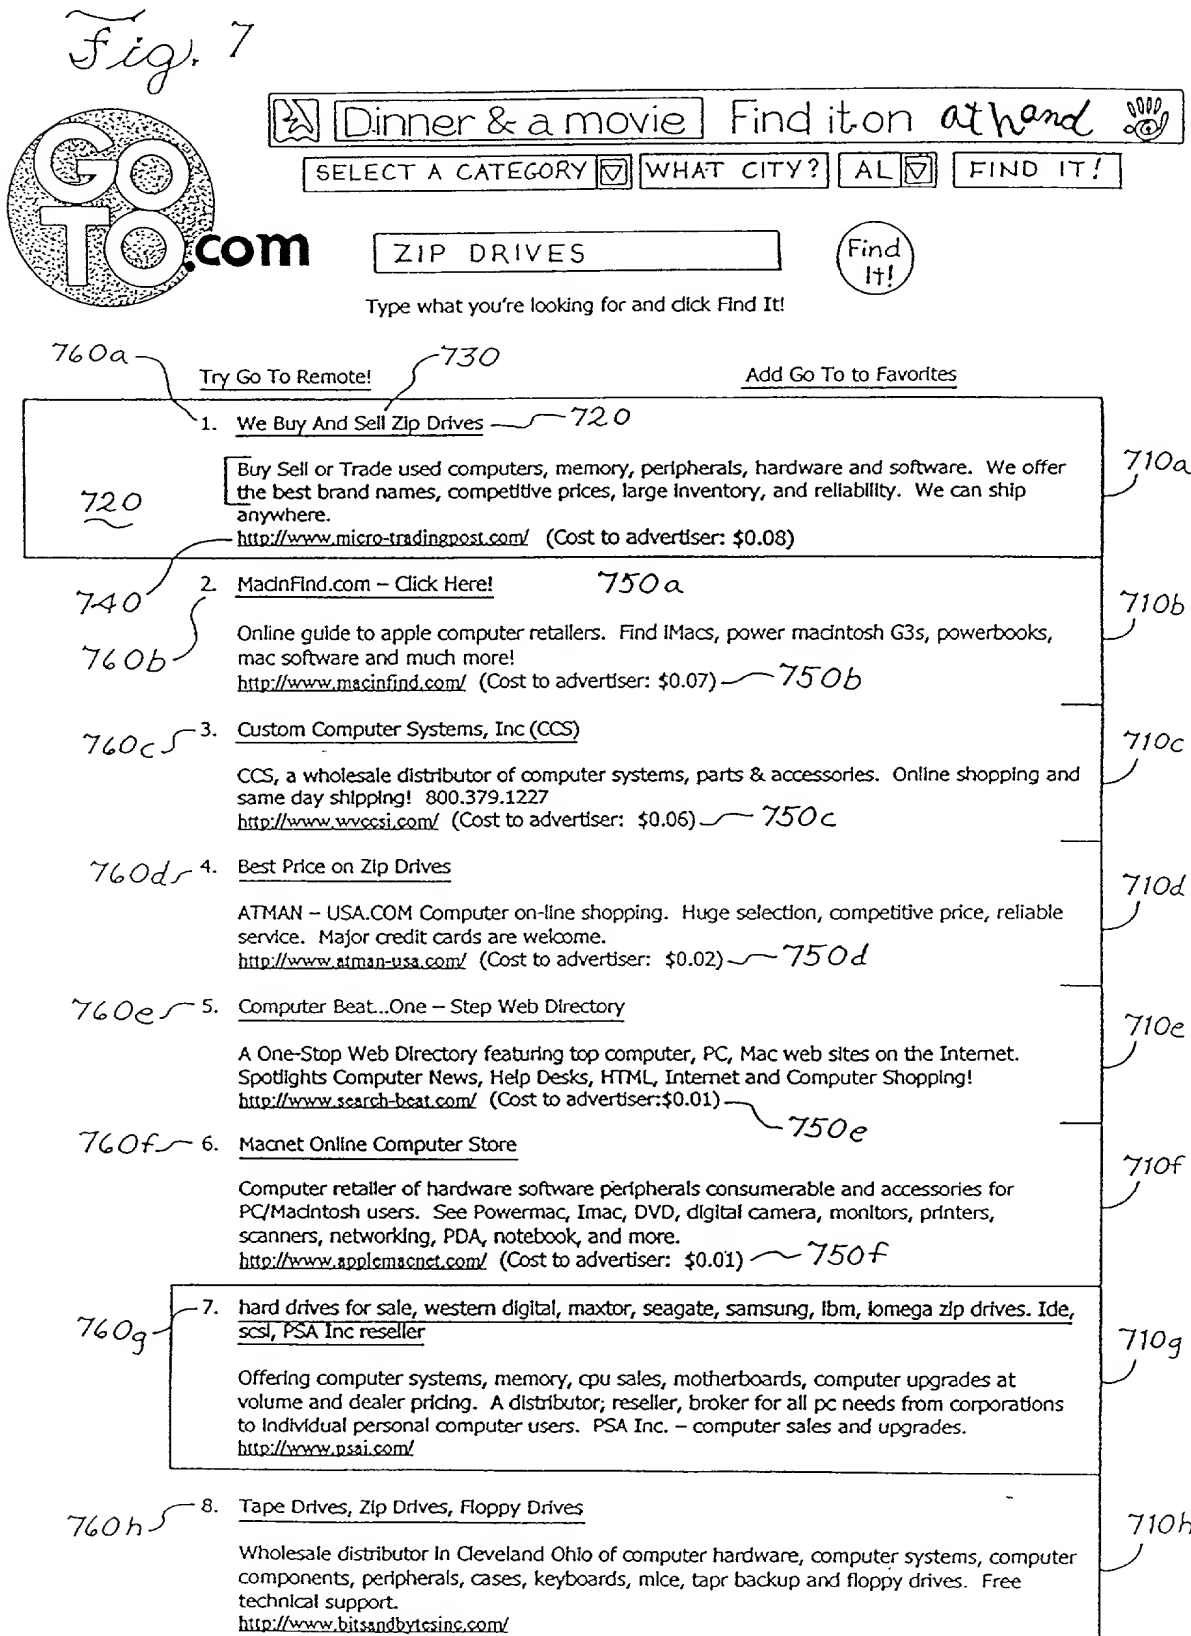 Fig. 7
GO
TO.com
Dinner & a movie Find it on at hand
SELECT A CATEGORY WHAT CITY? AL FIND IT!
ZIP DRIVES
Find
It!
Type what you're looking for and click Find It!
760a 730
Try Go To Remote! Add Go To to Favorites
1. We Buy And Sell Zip Drives 720
710a
Buy Sell or Trade used computers, memory, peripherals, hardware and software. We offer
720 the best brand names, competitive prices, large inventory, and reliability. We can ship
anywhere.
http://www.micro-tradingpost.com/ (Cost to advertiser: $0.08)
2. MacinFind.com – Click Here! 750a
740 710b
Online guide to apple computer retailers. Find iMacs, power macintosh G3s, powerbooks,
760b mac software and much more!
http://www.macinfind.com/ (Cost to advertiser: $0.07) 750b
760c 3. Custom Computer Systems, Inc (CCS) 710c
CCS, a wholesale distributor of computer systems, parts & accessories. Online shopping and
same day shipping! 800.379.1227
http://www.wvccsi.com/ (Cost to advertiser: $0.06) 750c
760d 4. Best Price on Zip Drives 710d
ATMAN – USA.COM Computer on-line shopping. Huge selection, competitive price, reliable
service. Major credit cards are welcome.
http://www.atman-usa.com/ (Cost to advertiser: $0.02) 750d
760e 5. Computer Beat...One – Step Web Directory 710e
A One-Stop Web Directory featuring top computer, PC, Mac web sites on the Internet.
Spotlights Computer News, Help Desks, HTML, Internet and Computer Shopping!
http://www.search-beat.com/ (Cost to advertiser:$0.01)
750e
760f 6. Macnet Online Computer Store 710f
Computer retailer of hardware software peripherals consumerable and accessories for
PC/Macintosh users. See Powermac, Imac, DVD, digital camera, monitors, printers,
scanners, networking, PDA, notebook, and more.
http://www.applemacnet.com/ (Cost to advertiser: $0.01) 750f
7. hard drives for sale, western digital, maxtor, seagate, samsung, ibm, iomega zip drives. Ide,
760g scsi, PSA Inc reseller 710g
Offering computer systems, memory, cpu sales, motherboards, computer upgrades at
volume and dealer pricing. A distributor; reseller, broker for all pc needs from corporations
to individual personal computer users. PSA Inc. – computer sales and upgrades.
http://www.psai.com/
760h 8. Tape Drives, Zip Drives, Floppy Drives 710h
Wholesale distributor in Cleveland Ohio of computer hardware, computer systems, computer
components, peripherals, cases, keyboards, mice, tapr backup and floppy drives. Free
technical support.
http://www.bitsandbytesinc.com/